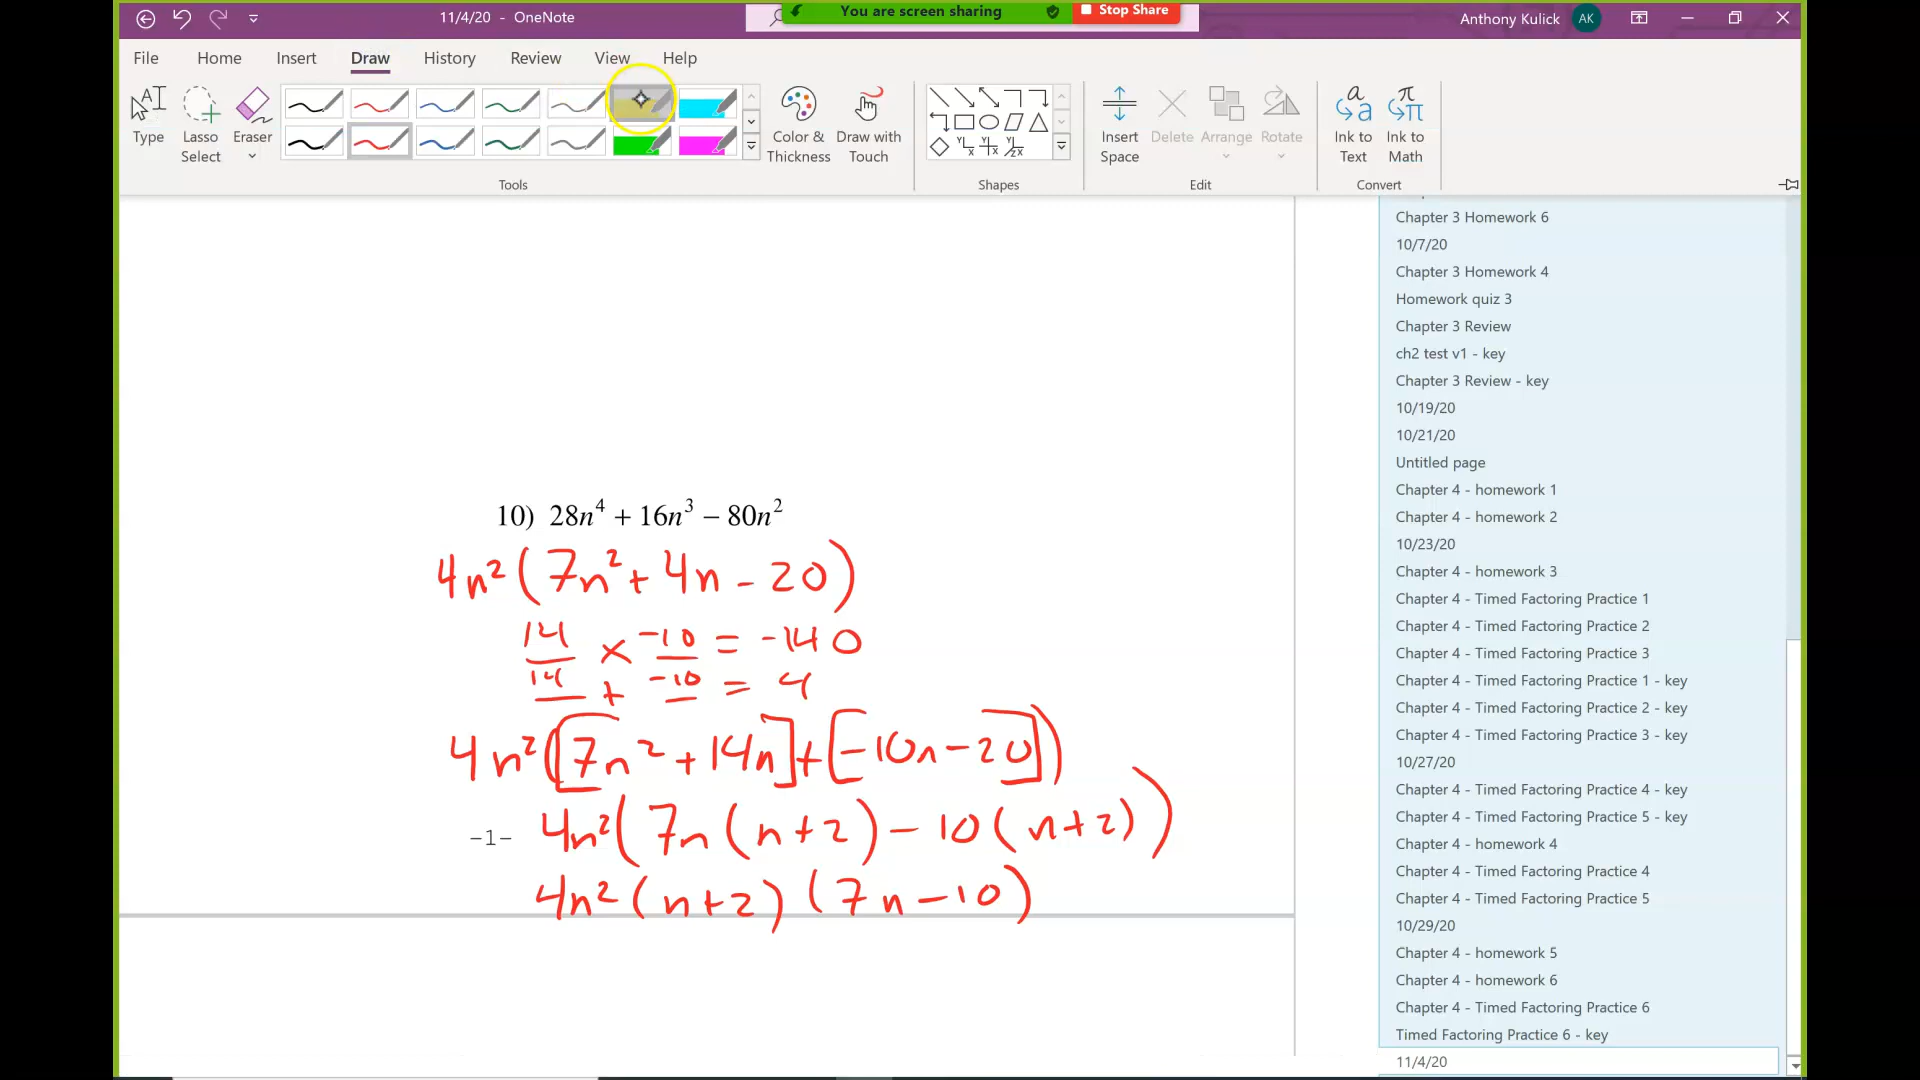 11/4/20 - OneNote
You are screen sharing
Stop Share
Anthony Kulick AK
File Home Insert Draw History Review View Help
Type
Lasso Select
Eraser
Color & Thickness
Draw with Touch
Insert Space
Delete
Arrange
Rotate
Ink to Text
Ink to Math
Tools
Shapes
Edit
Convert
10) 28n⁴ + 16n³ − 80n²
4n²(7n² + 4n - 20)
14 × -10 = -140
14 + -10 = 4
4n²([7n² + 14n] + [-10n - 20])
-1-
4n²(7n(n+2) - 10(n+2))
4n²(n+2)(7n-10)
Chapter 3 Homework 6
10/7/20
Chapter 3 Homework 4
Homework quiz 3
Chapter 3 Review
ch2 test v1 - key
Chapter 3 Review - key
10/19/20
10/21/20
Untitled page
Chapter 4 - homework 1
Chapter 4 - homework 2
10/23/20
Chapter 4 - homework 3
Chapter 4 - Timed Factoring Practice 1
Chapter 4 - Timed Factoring Practice 2
Chapter 4 - Timed Factoring Practice 3
Chapter 4 - Timed Factoring Practice 1 - key
Chapter 4 - Timed Factoring Practice 2 - key
Chapter 4 - Timed Factoring Practice 3 - key
10/27/20
Chapter 4 - Timed Factoring Practice 4 - key
Chapter 4 - Timed Factoring Practice 5 - key
Chapter 4 - homework 4
Chapter 4 - Timed Factoring Practice 4
Chapter 4 - Timed Factoring Practice 5
10/29/20
Chapter 4 - homework 5
Chapter 4 - homework 6
Chapter 4 - Timed Factoring Practice 6
Timed Factoring Practice 6 - key
11/4/20